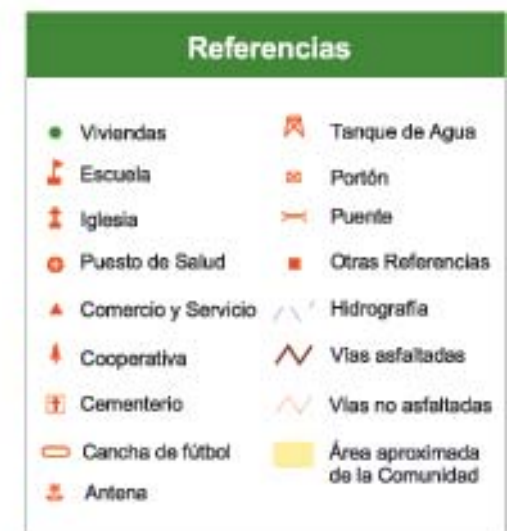 Referencias
Viviendas
Escuela
Iglesia
Puesto de Salud
Comercio y Servicio
Cooperativa
Cementerio
Cancha de fútbol
Antena
Tanque de Agua
Portón
Puente
Otras Referencias
Hidrografía
Vías asfaltadas
Vías no asfaltadas
Área aproximada
de la Comunidad